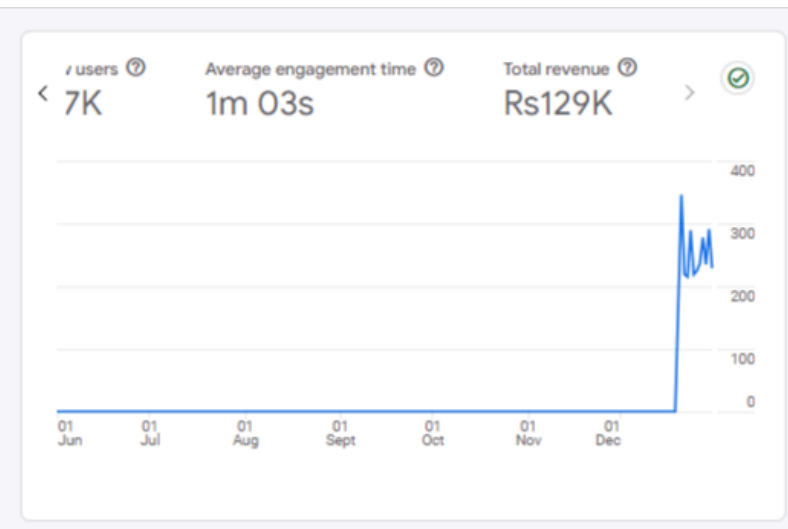 users
Average engagement time
Total revenue
7K
1m 03s
Rs129K
400
300
200
100
0
01 01 01 01 01 01 01
Jun Jul Aug Sept Oct Nov Dec